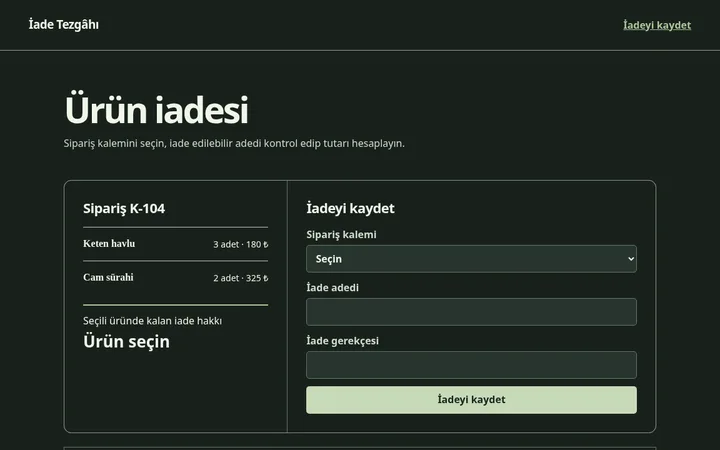 İade Tezgâhı
İadeyi kaydet
Ürün iadesi
Sipariş kalemini seçin, iade edilebilir adedi kontrol edip tutarı hesaplayın.
Sipariş K-104
Keten havlu 3 adet · 180 ₺
Cam sürahi 2 adet · 325 ₺
Seçili üründe kalan iade hakkı
Ürün seçin
İadeyi kaydet
Sipariş kalemi
Seçin
İade adedi
İade gerekçesi
İadeyi kaydet